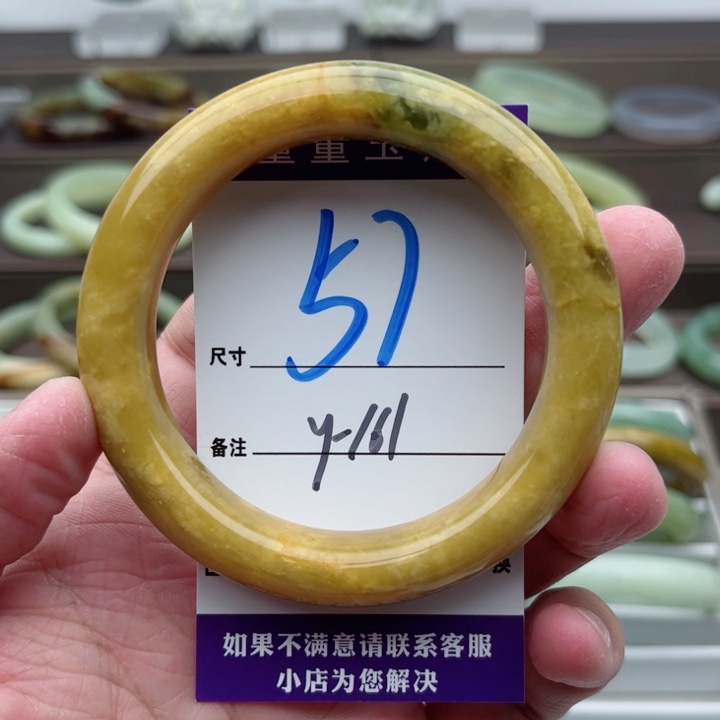 57
尺寸
备注 y-161
如果不满意请联系客服
小店为您解决